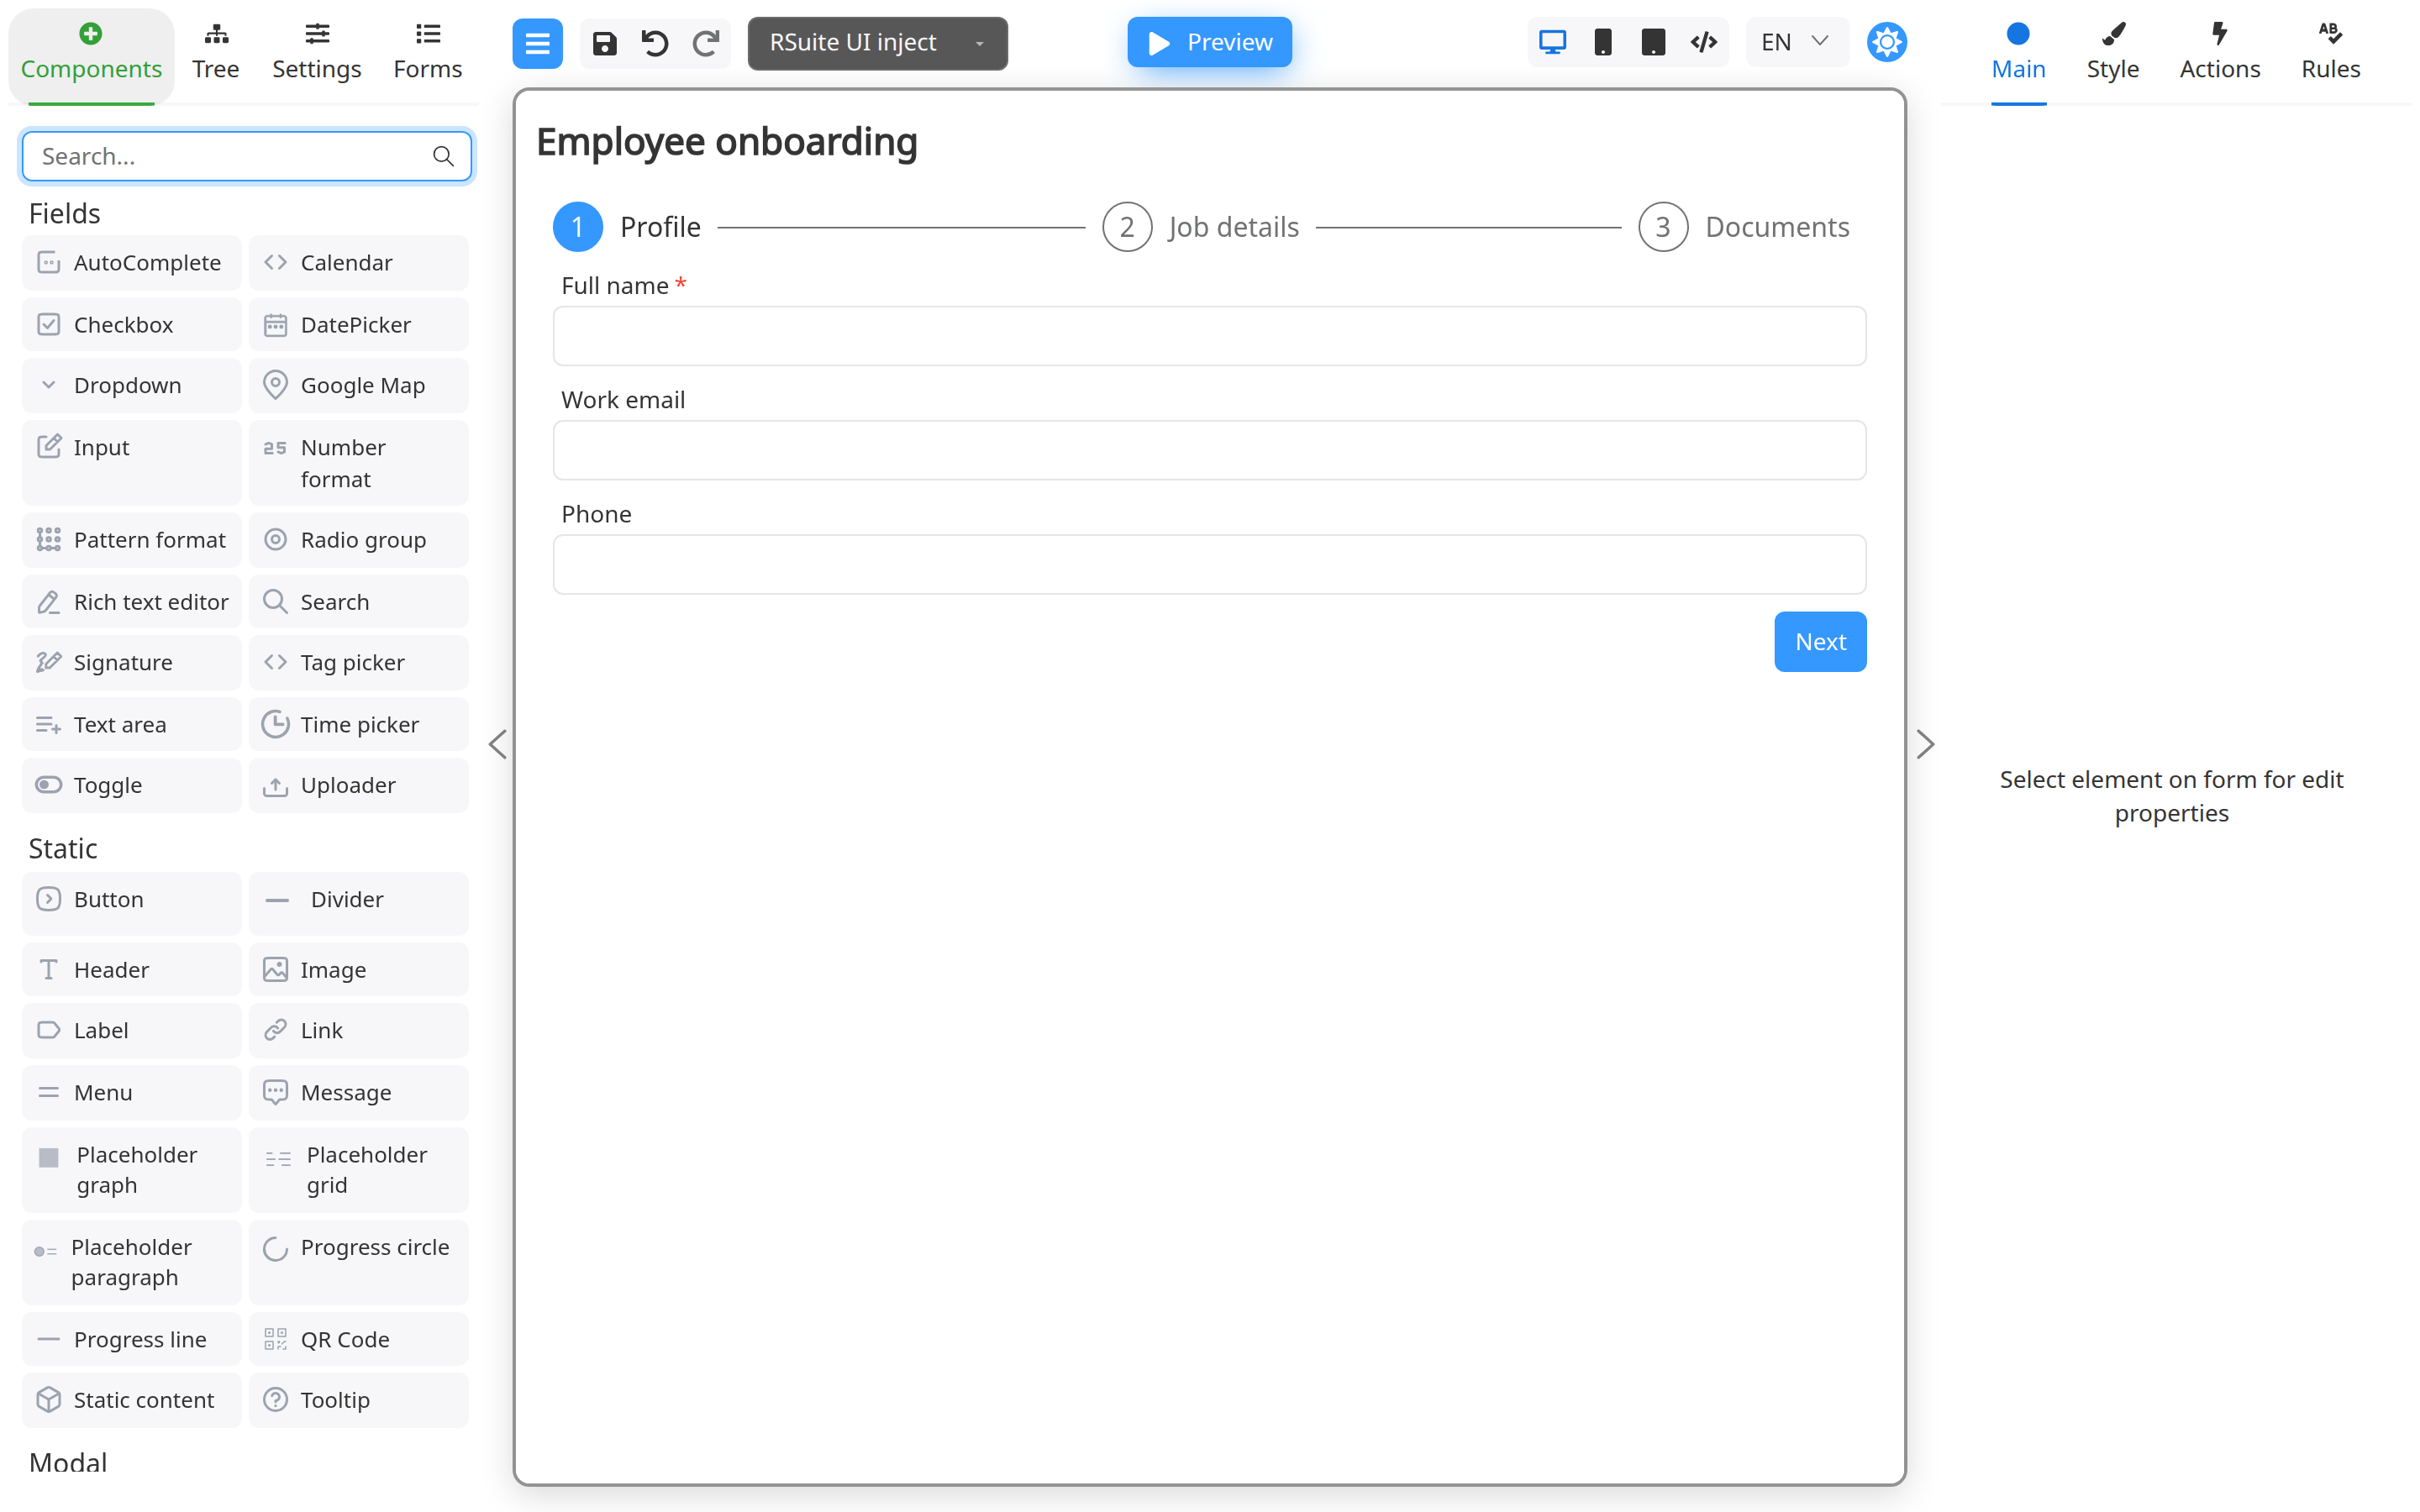 Components
Tree
Settings
Forms
RSuite UI inject
Preview
EN
Main
Style
Actions
Rules
Search...
Fields
AutoComplete
Calendar
Checkbox
DatePicker
Dropdown
Google Map
Input
Number
format
Pattern format
Radio group
Rich text editor
Search
Signature
Tag picker
Text area
Time picker
Toggle
Uploader
Static
Button
Divider
Header
Image
Label
Link
Menu
Message
Placeholder
graph
Placeholder
grid
Placeholder
paragraph
Progress circle
Progress line
QR Code
Static content
Tooltip
Modal
Employee onboarding
1 Profile
2 Job details
3 Documents
Full name *
Work email
Phone
Next
Select element on form for edit
properties